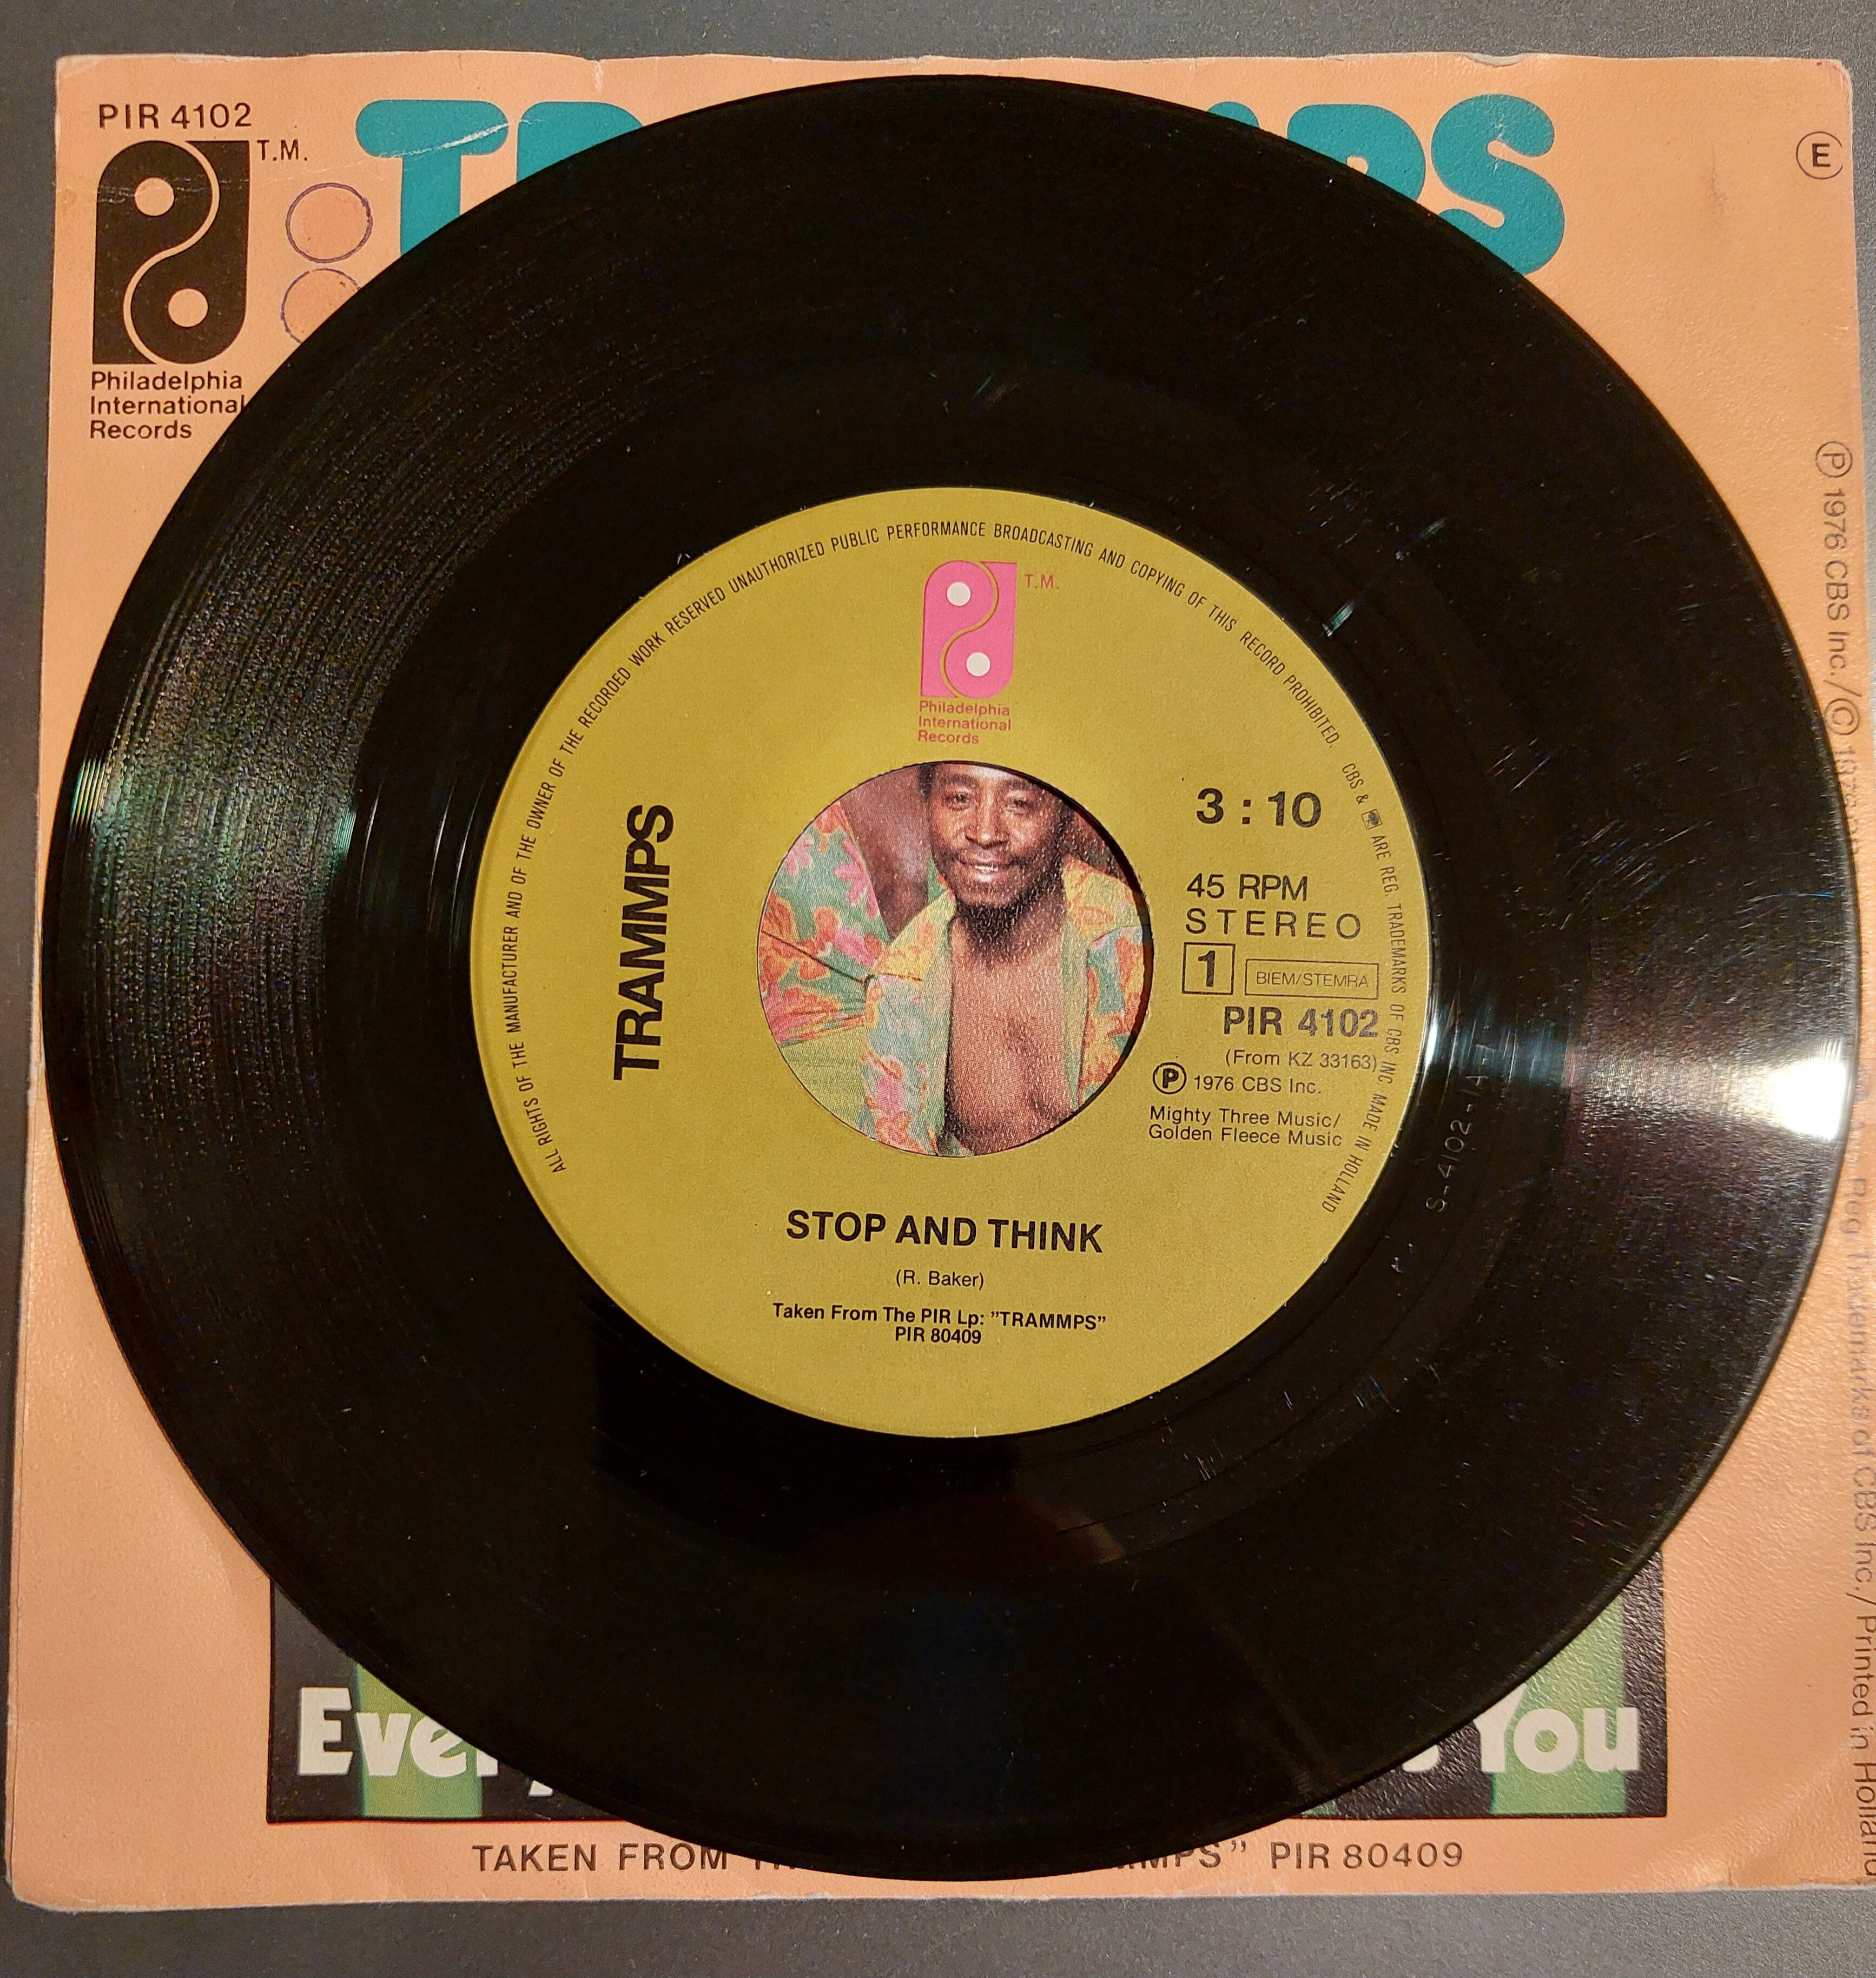 PIR 4102
T.M.
Philadelphia
International
Records
E
ALL RIGHTS OF THE MANUFACTURER AND OF THE OWNER OF THE RECORDED WORK RESERVED UNAUTHORIZED PUBLIC PERFORMANCE BROADCASTING AND COPYING OF THIS RECORD PROHIBITED. CBS & ARE REG. TRADEMARKS OF CBS INC. MADE IN HOLLAND
T.M.
Philadelphia
International
Records
TRAMMPS
3 : 10
45 RPM
STEREO
1 BIEM/STEMRA
PIR 4102
(From KZ 33163)
Ⓟ 1976 CBS Inc.
Mighty Three Music/
Golden Fleece Music
STOP AND THINK
(R. Baker)
Taken From The PIR Lp: "TRAMMPS"
PIR 80409
S-4102-1A-
Ⓟ 1976 CBS Inc./ Ⓒ Reg. Trademarks of CBS Inc./ Printed in Holland
You
TAKEN FROM PIR 80409